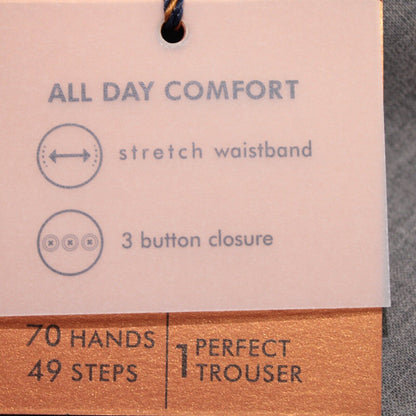 ALL DAY COMFORT
stretch waistband
3 button closure
70 HANDS
49 STEPS
1 PERFECT
TROUSER